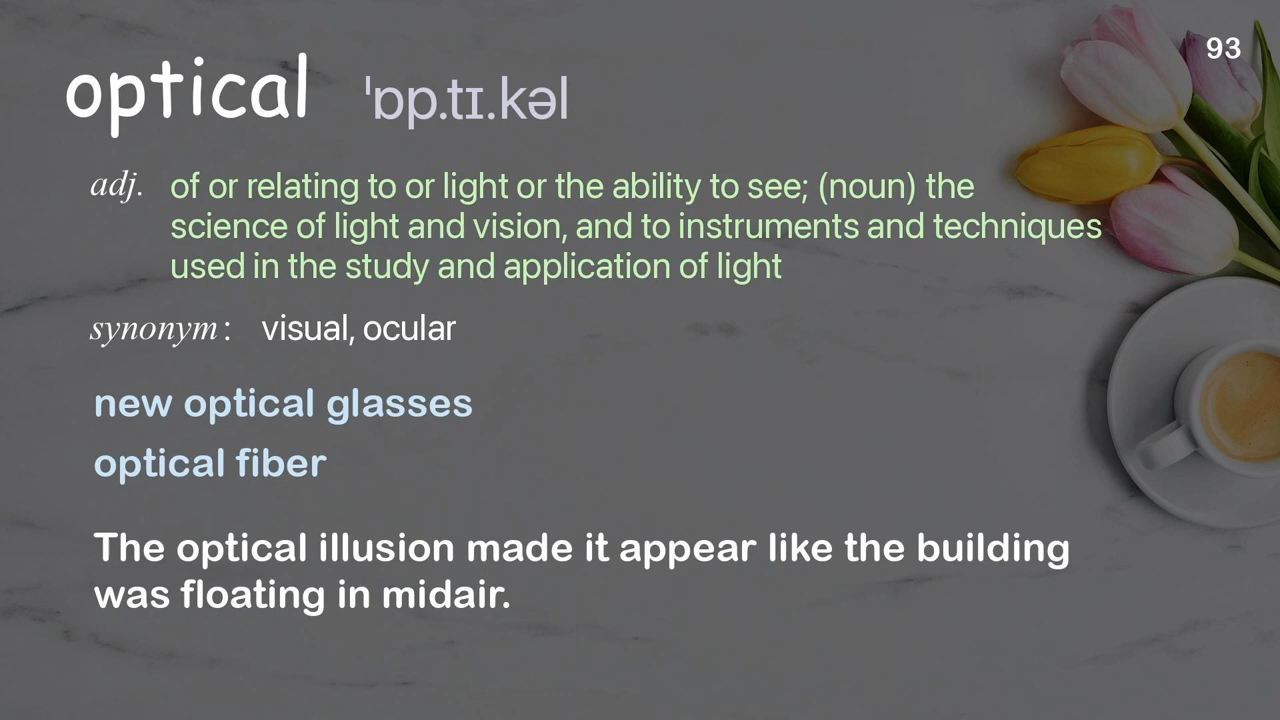 93
optical ˈɒp.tɪ.kəl
adj. of or relating to or light or the ability to see; (noun) the
science of light and vision, and to instruments and techniques
used in the study and application of light
synonym: visual, ocular
new optical glasses
optical fiber
The optical illusion made it appear like the building
was floating in midair.